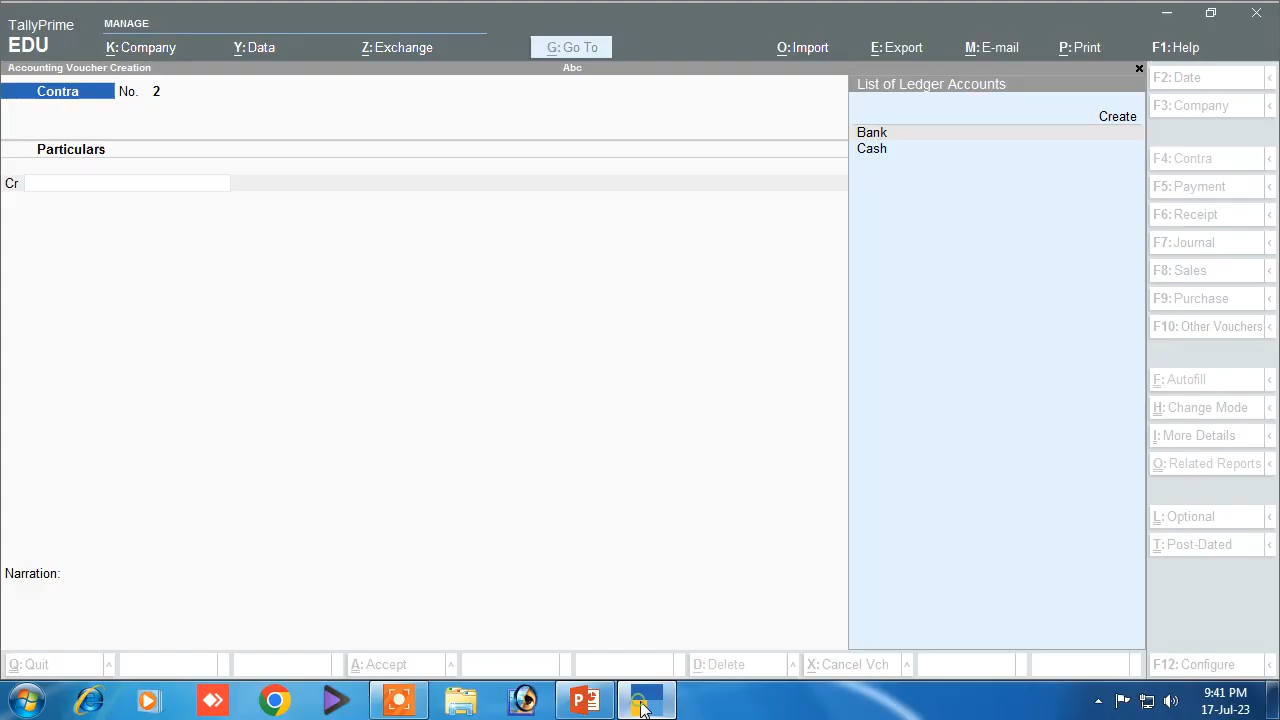 TallyPrime
EDU
MANAGE
K: Company
Y: Data
Z: Exchange
G: Go To
O: Import
E: Export
M: E-mail
P: Print
F1: Help
Accounting Voucher Creation
Abc
Contra No. 2
Particulars
Cr
Narration:
List of Ledger Accounts
Create
Bank
Cash
F2: Date
F3: Company
F4: Contra
F5: Payment
F6: Receipt
F7: Journal
F8: Sales
F9: Purchase
F10: Other Vouchers
F: Autofill
H: Change Mode
I: More Details
O: Related Reports
L: Optional
T: Post-Dated
Q: Quit
A: Accept
D: Delete
X: Cancel Vch
F12: Configure
9:41 PM
17-Jul-23